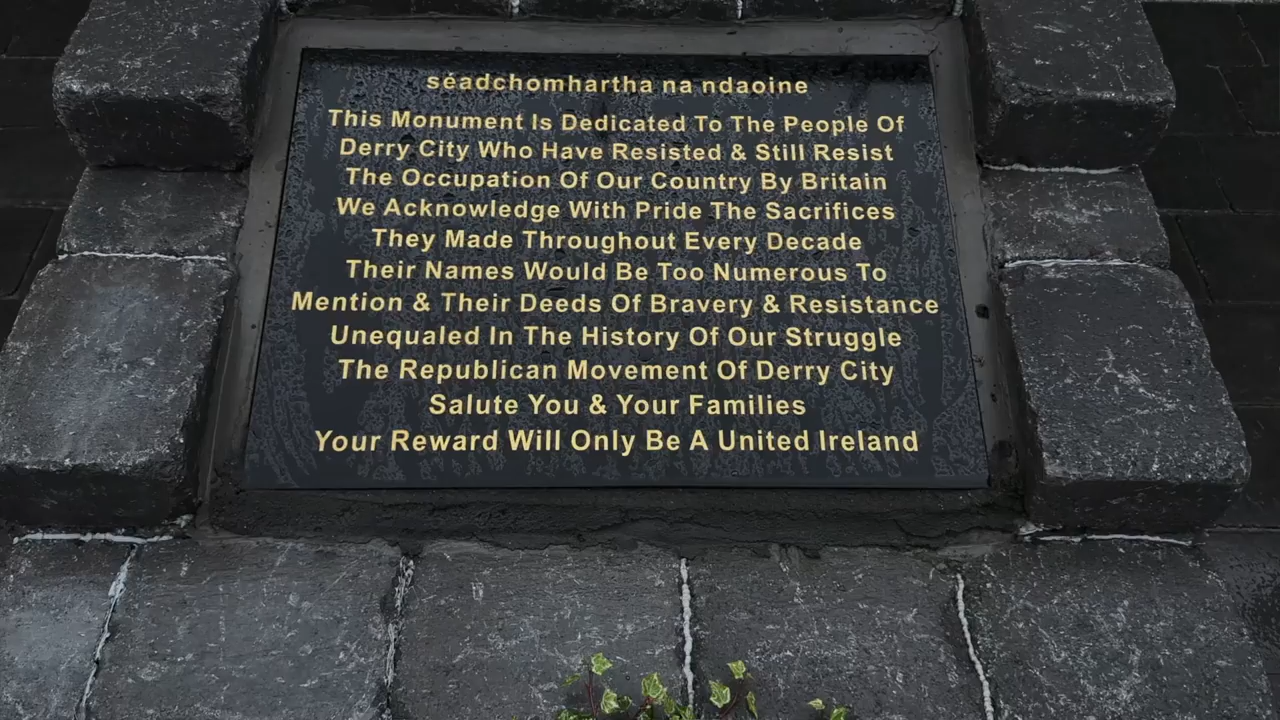 séadchomhartha na ndaoine
This Monument Is Dedicated To The People Of
Derry City Who Have Resisted & Still Resist
The Occupation Of Our Country By Britain
We Acknowledge With Pride The Sacrifices
They Made Throughout Every Decade
Their Names Would Be Too Numerous To
Mention & Their Deeds Of Bravery & Resistance
Unequaled In The History Of Our Struggle
The Republican Movement Of Derry City
Salute You & Your Families
Your Reward Will Only Be A United Ireland